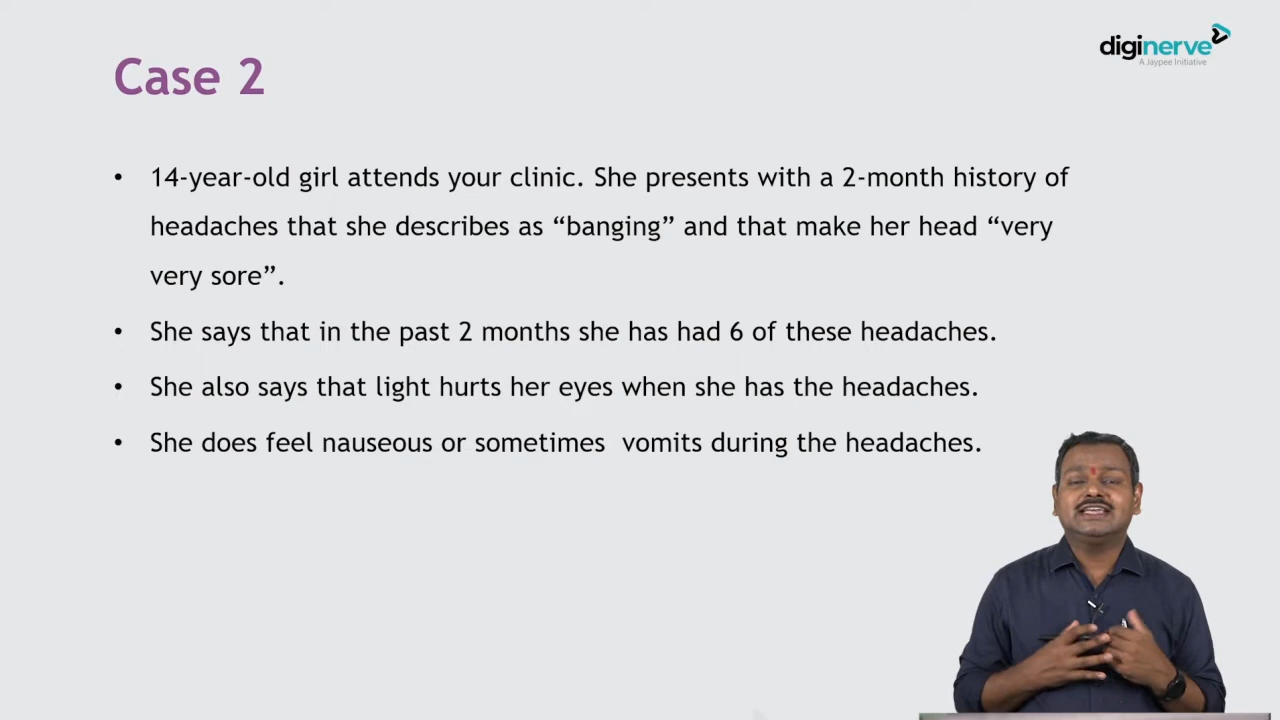 diginerve
A Jaypee Initiative
Case 2
• 14-year-old girl attends your clinic. She presents with a 2-month history of
headaches that she describes as “banging” and that make her head “very
very sore”.
• She says that in the past 2 months she has had 6 of these headaches.
• She also says that light hurts her eyes when she has the headaches.
• She does feel nauseous or sometimes  vomits during the headaches.